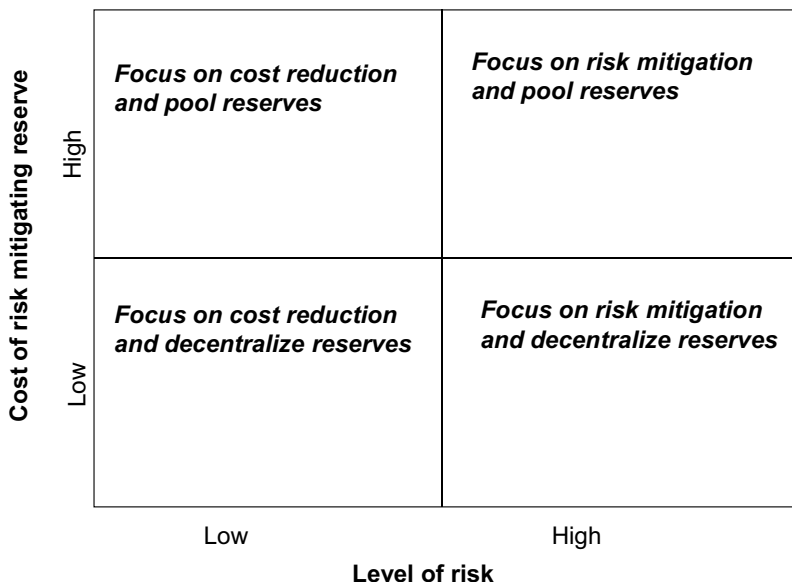 Cost of risk mitigating reserve
High
Focus on cost reduction
and pool reserves
Focus on risk mitigation
and pool reserves
Low
Focus on cost reduction
and decentralize reserves
Focus on risk mitigation
and decentralize reserves
Low
High
Level of risk